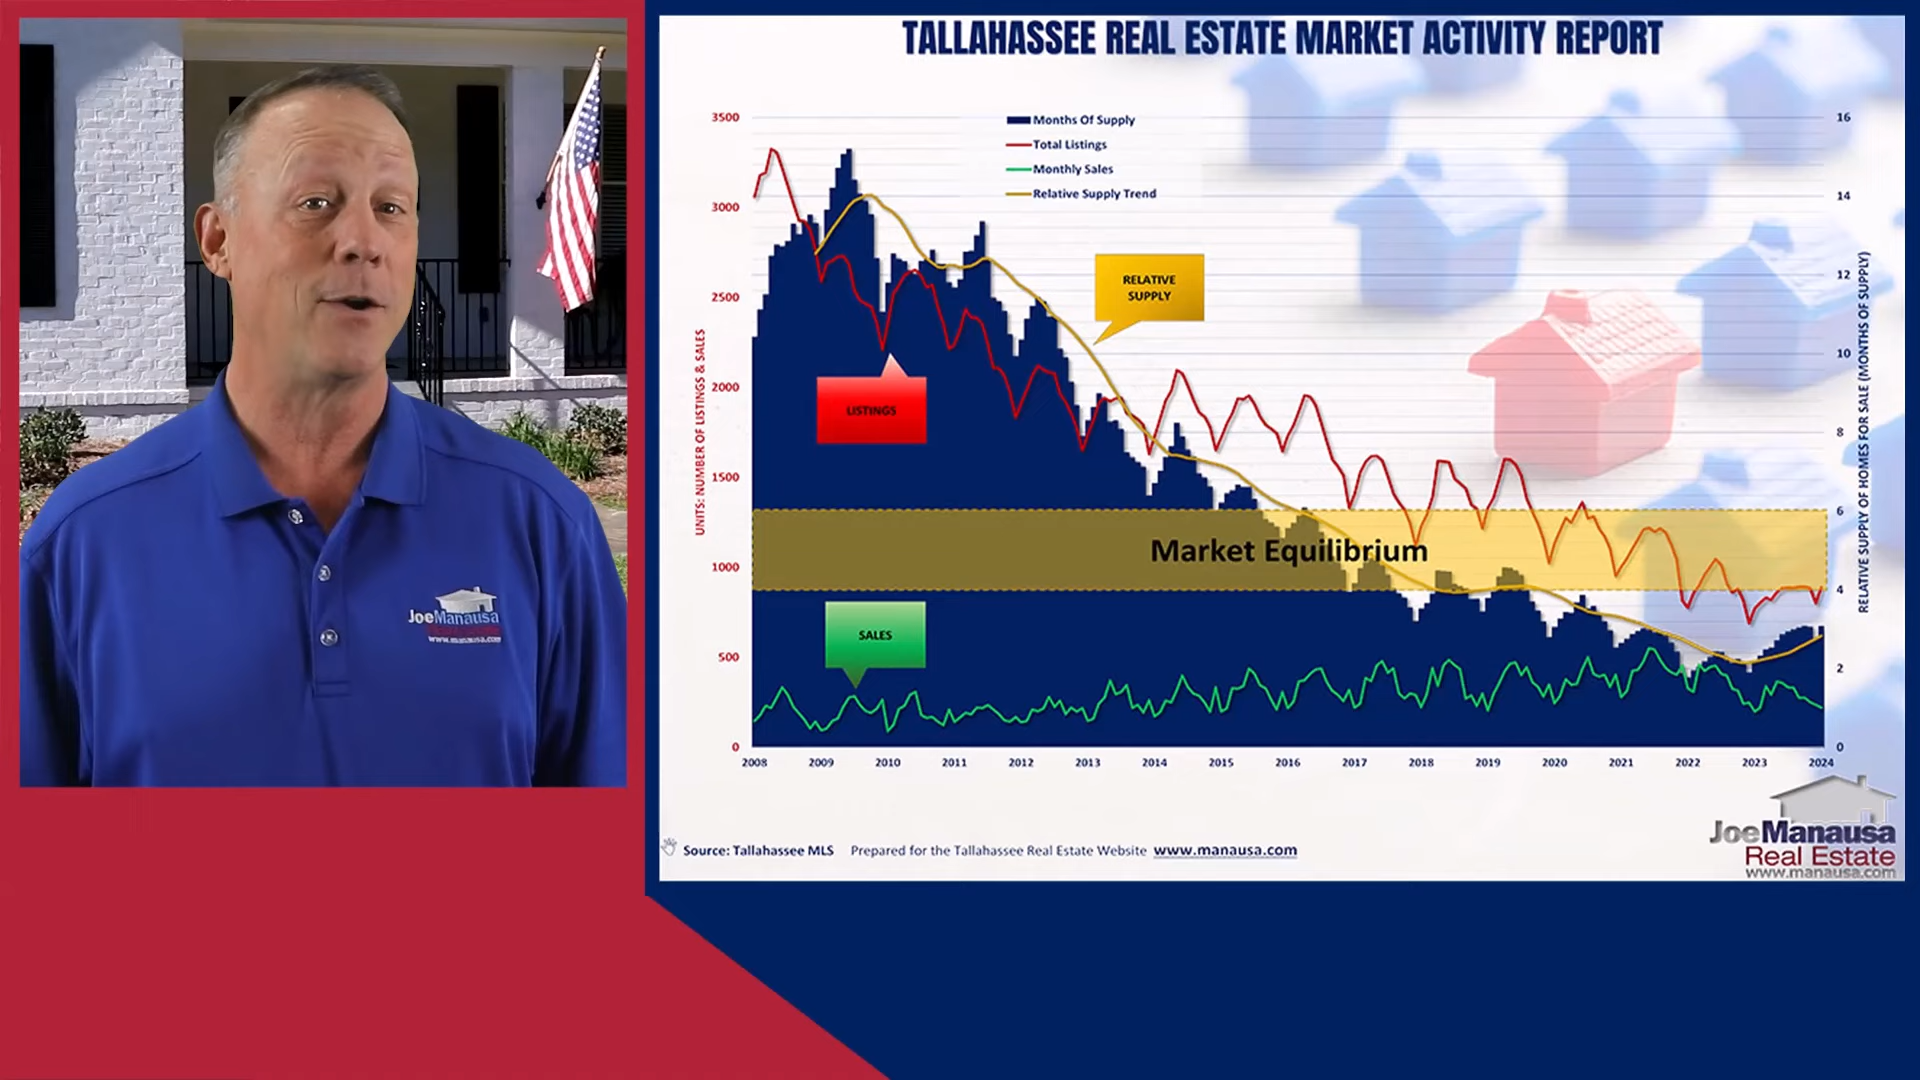 JoeManausa
www.manausa.com
TALLAHASSEE REAL ESTATE MARKET ACTIVITY REPORT
Months Of Supply
Total Listings
Monthly Sales
Relative Supply Trend
3500
3000
2500
2000
1500
1000
500
0
UNITS: NUMBER OF LISTINGS & SALES
RELATIVE
SUPPLY
LISTINGS
Market Equilibrium
SALES
16
14
12
10
8
6
4
2
0
RELATIVE SUPPLY OF HOMES FOR SALE (MONTHS OF SUPPLY)
2008 2009 2010 2011 2012 2013 2014 2015 2016 2017 2018 2019 2020 2021 2022 2023 2024
Source: Tallahassee MLS Prepared for the Tallahassee Real Estate Website www.manausa.com
JoeManausa
Real Estate
www.manausa.com